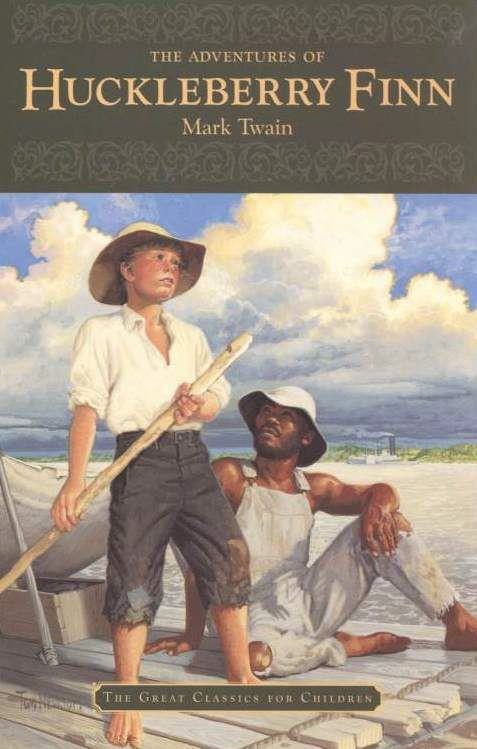 THE ADVENTURES OF
HUCKLEBERRY FINN
Mark Twain
THE GREAT CLASSICS FOR CHILDREN